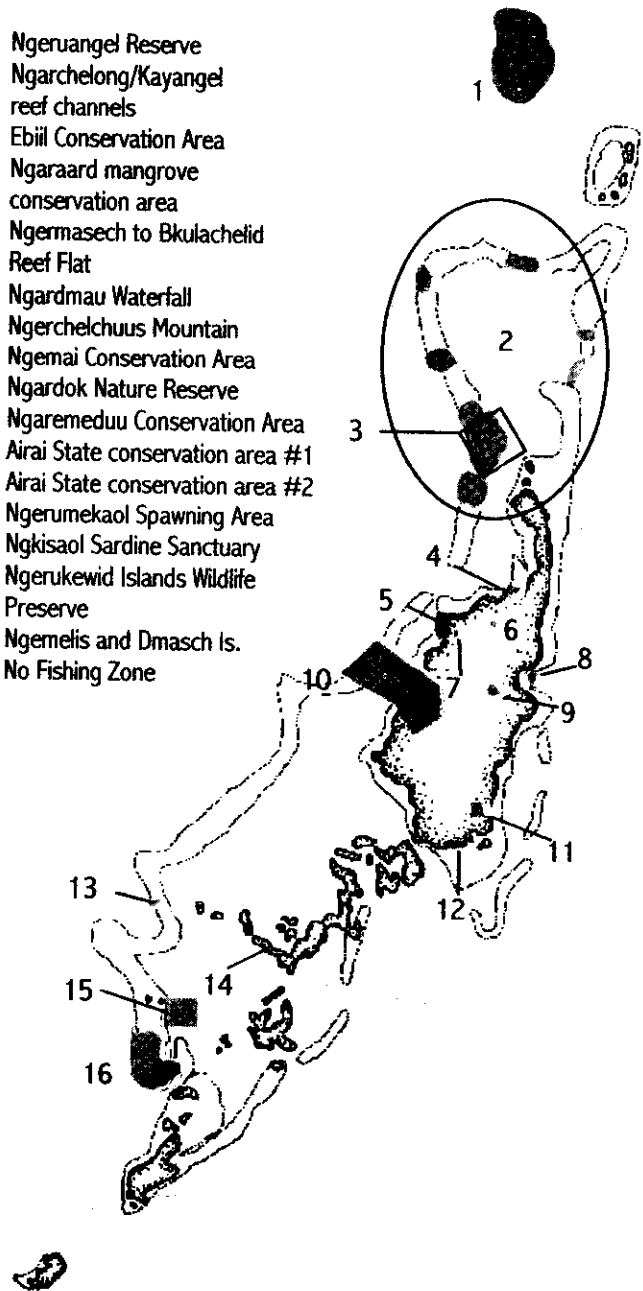 Ngeruangel Reserve
Ngarchelong/Kayangel
reef channels
Ebiil Conservation Area
Ngaraard mangrove
conservation area
Ngermasech to Bkulachelid
Reef Flat
Ngardmau Waterfall
Ngerchelchuus Mountain
Ngemai Conservation Area
Ngardok Nature Reserve
Ngaremeduu Conservation Area
Airai State conservation area #1
Airai State conservation area #2
Ngerumekaol Spawning Area
Ngkisaol Sardine Sanctuary
Ngerukewid Islands Wildlife
Preserve
Ngemelis and Dmasch Is.
No Fishing Zone
1
2
3
4
5
6
7
8
9
10
11
12
13
14
15
16